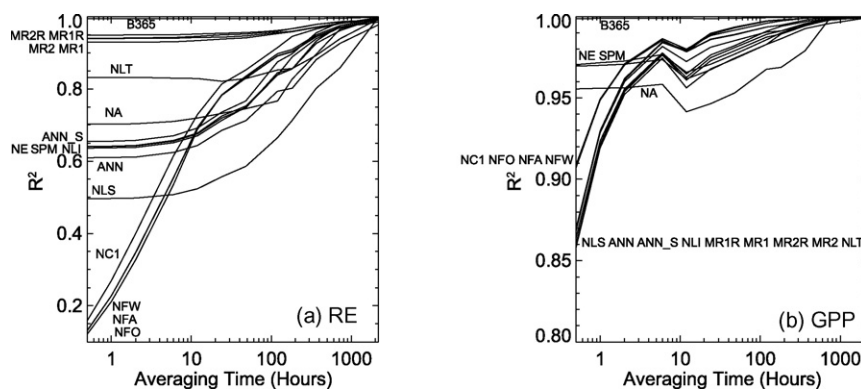 1.0
0.8
0.6
0.4
0.2
R²
B365
MR2R MR1R
MR2 MR1
NLT
NA
ANN_S
NE SPM NLI
ANN
NLS
NC1
NFW
NFA
NFO
(a) RE
1
10
100
1000
Averaging Time (Hours)
1.00
0.95
0.90
0.85
0.80
R²
B365
NE SPM
NA
NC1 NFO NFA NFW
NLS ANN ANN_S NLI MR1R MR1 MR2R MR2 NLT
(b) GPP
1
10
100
1000
Averaging Time (Hours)